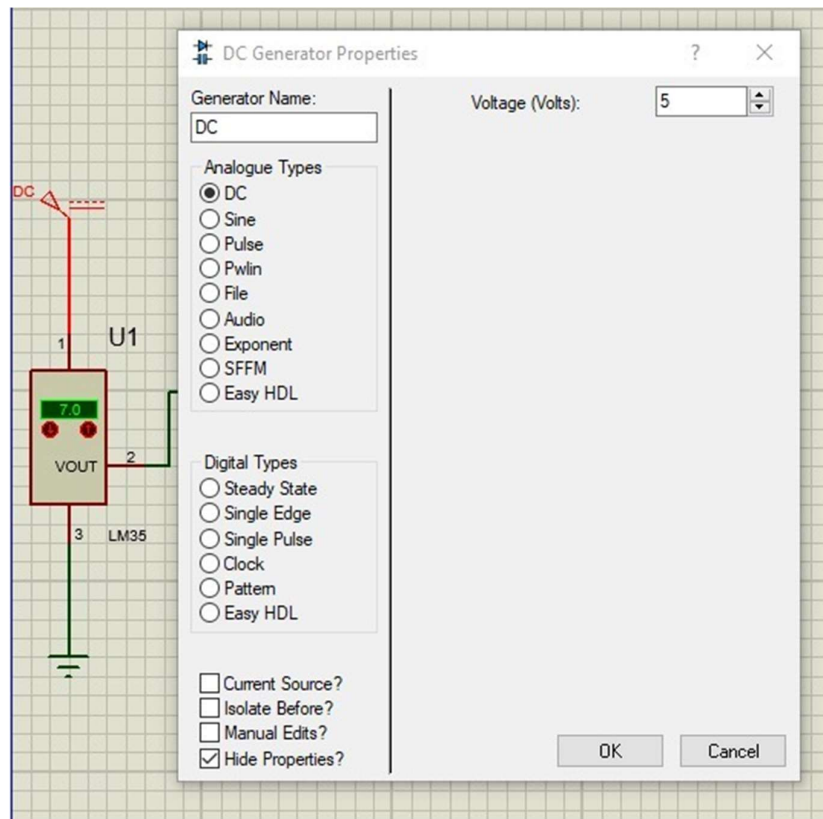 DC Generator Properties
?
Generator Name:
DC
Voltage (Volts):
5
Analogue Types
DC
Sine
Pulse
Pwlin
File
Audio
Exponent
SFFM
Easy HDL
Digital Types
Steady State
Single Edge
Single Pulse
Clock
Pattern
Easy HDL
Current Source?
Isolate Before?
Manual Edits?
Hide Properties?
OK
Cancel
DC
1
U1
7.0
VOUT
2
3
LM35